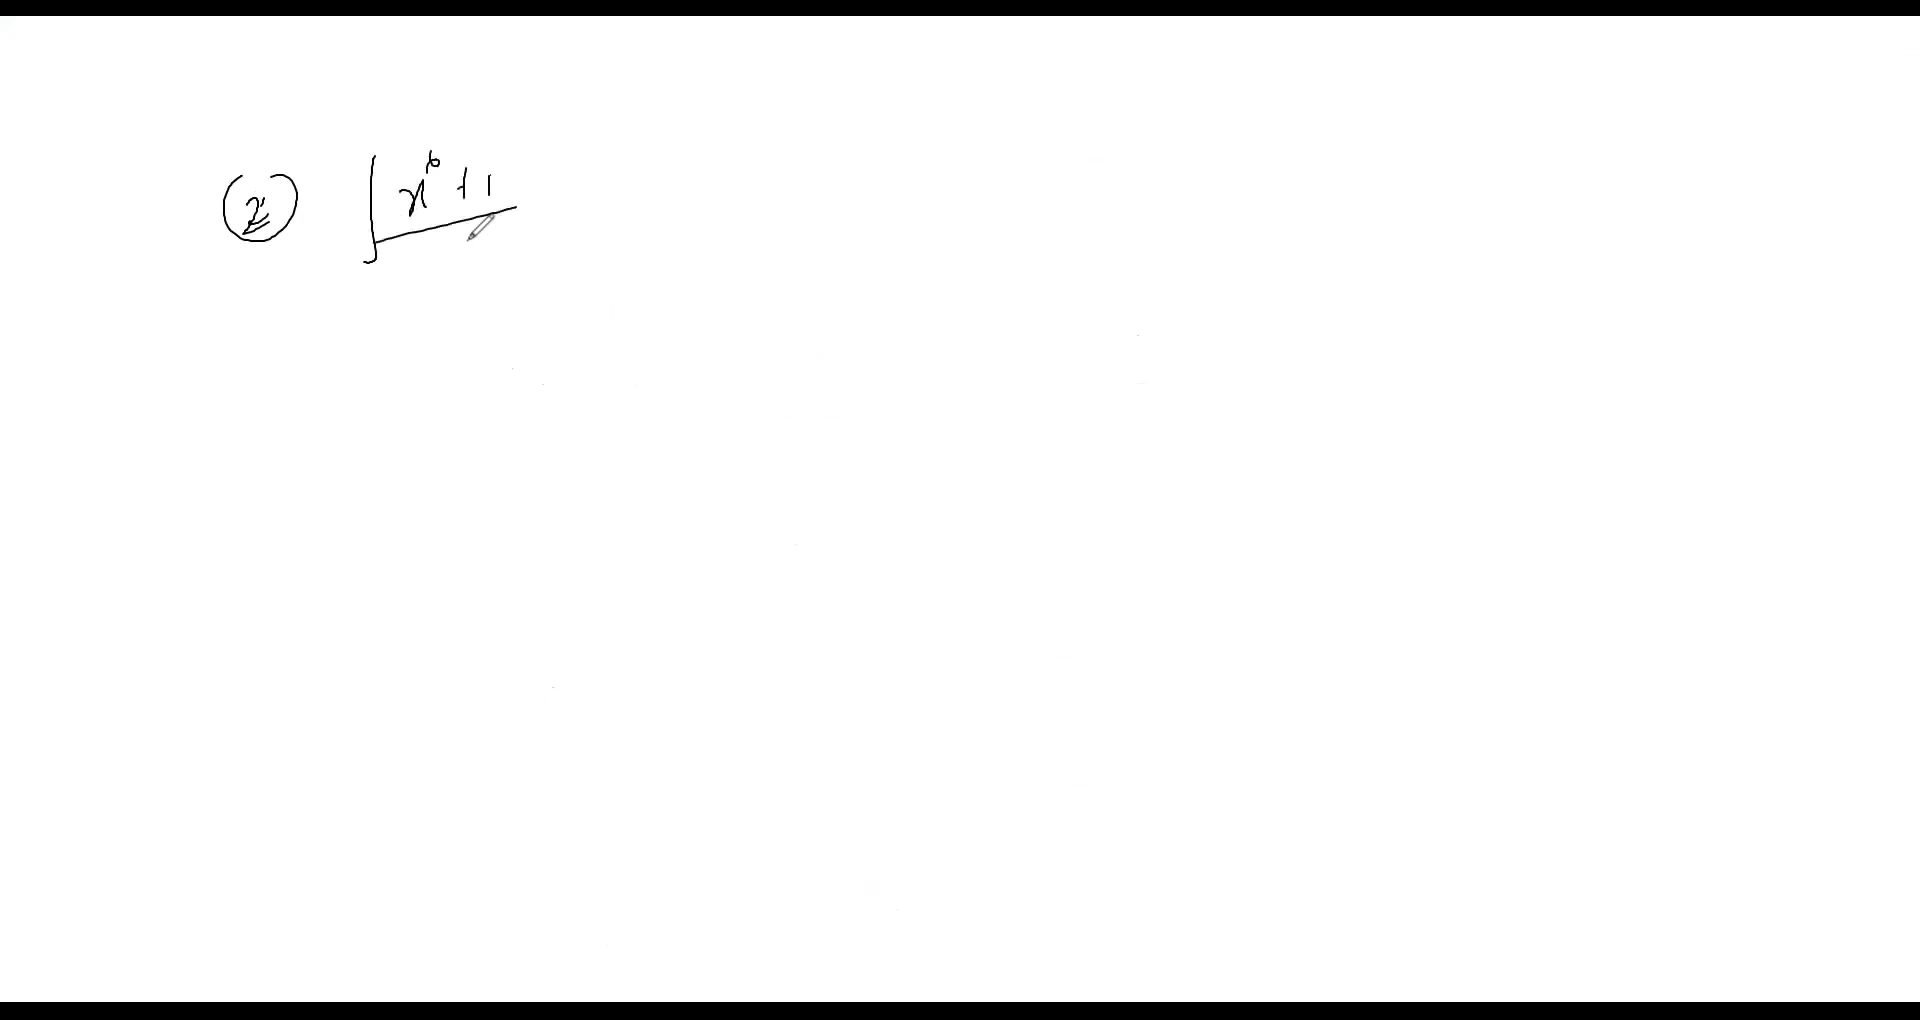 (2) ∫ x⁶ + 1